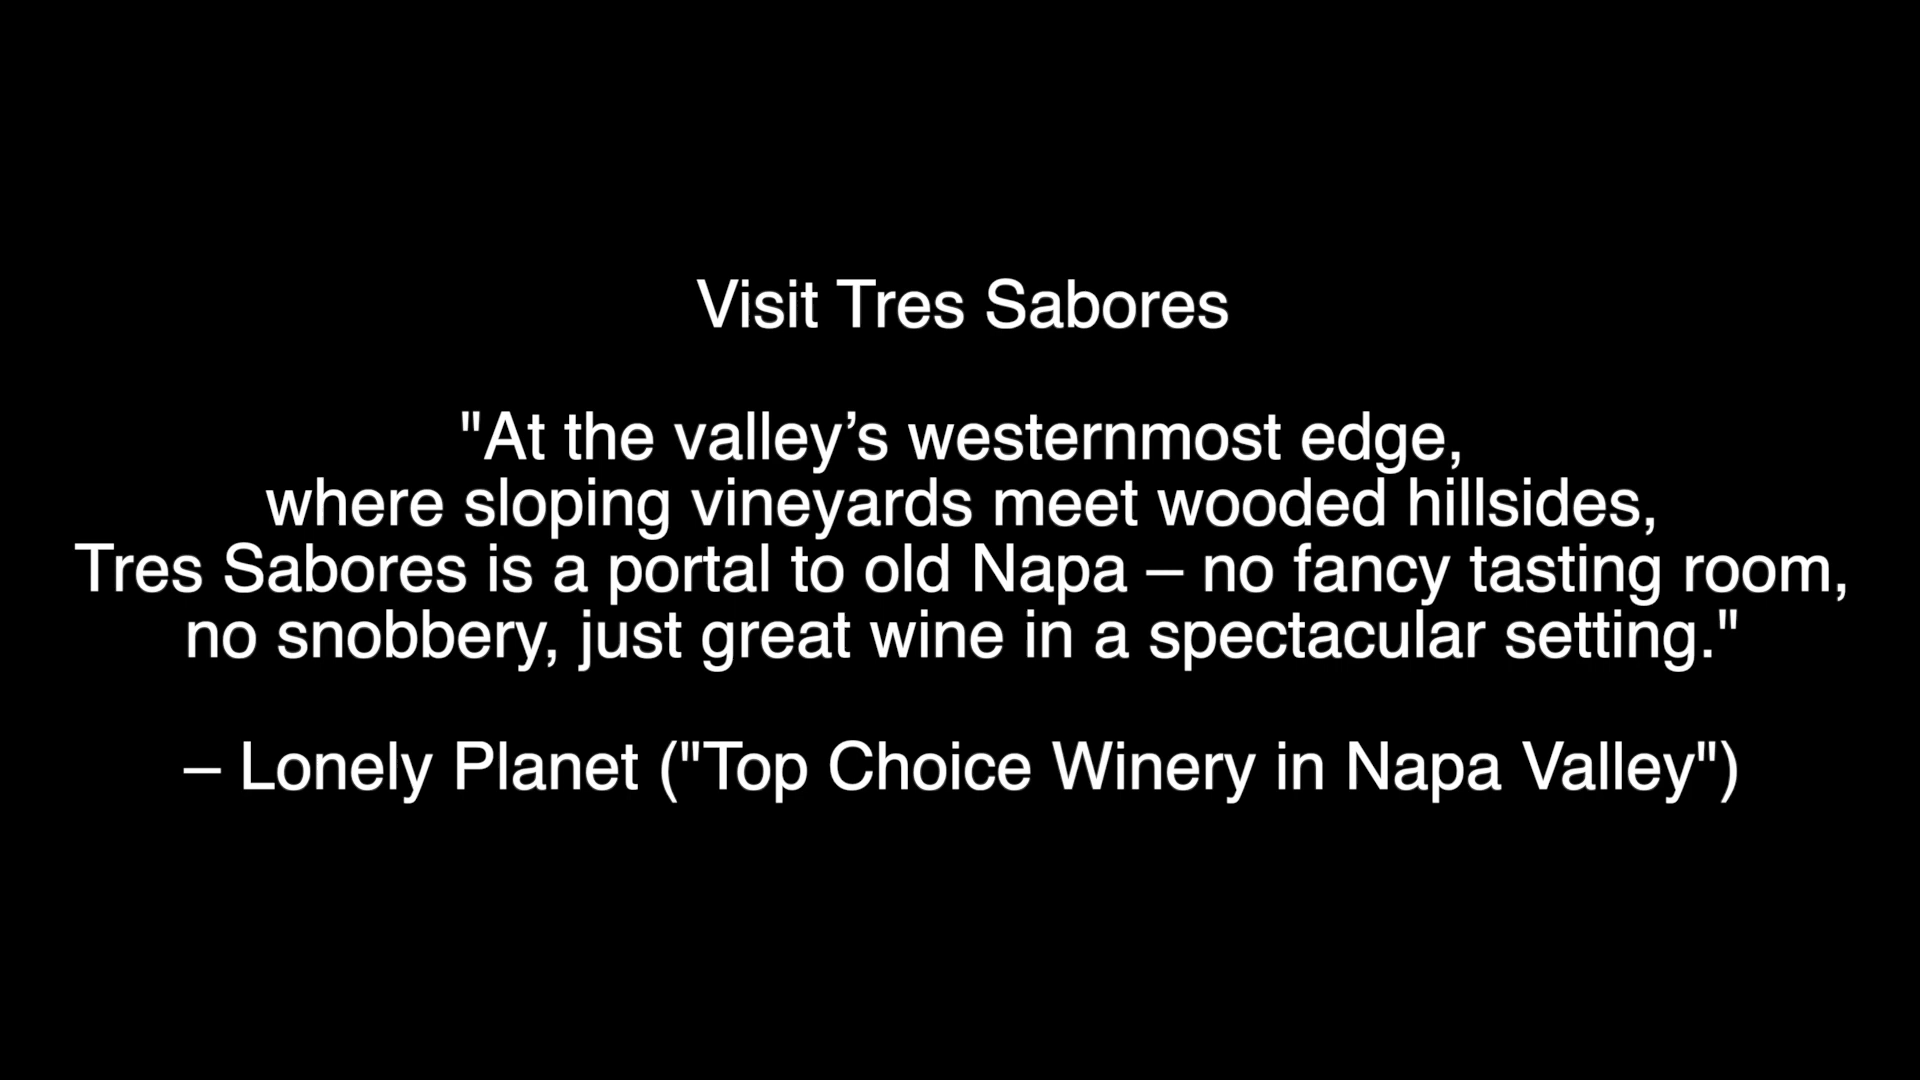 Visit Tres Sabores
"At the valley’s westernmost edge,
where sloping vineyards meet wooded hillsides,
Tres Sabores is a portal to old Napa – no fancy tasting room,
no snobbery, just great wine in a spectacular setting."
– Lonely Planet ("Top Choice Winery in Napa Valley")